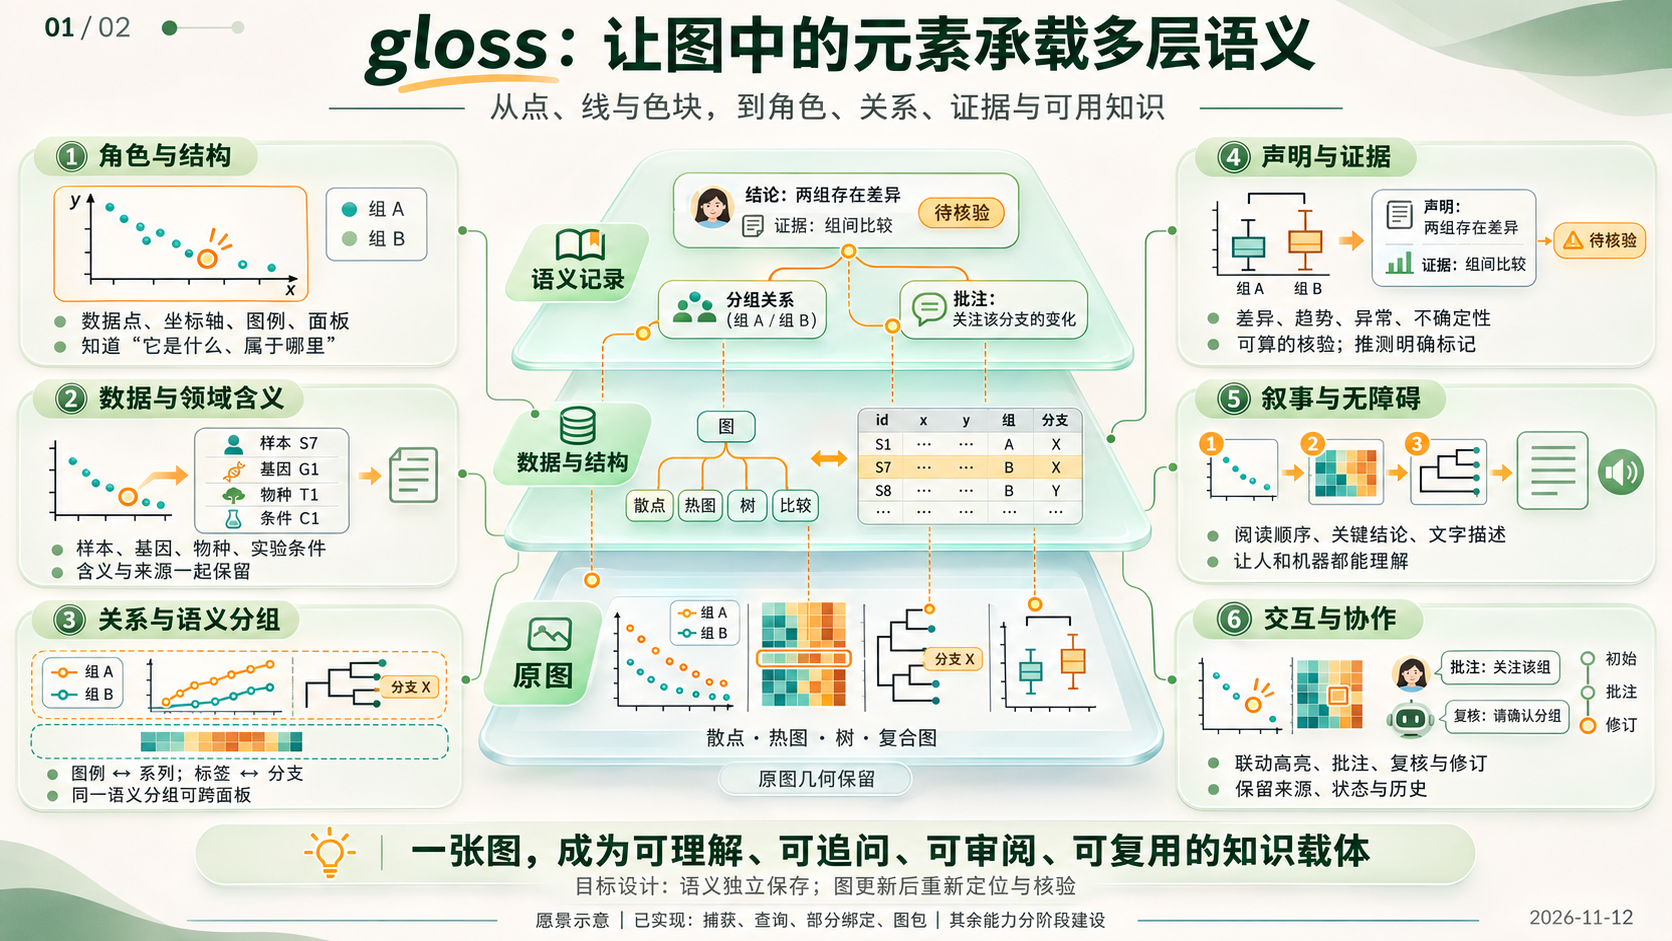 01 / 02
gloss：让图中的元素承载多层语义
从点、线与色块，到角色、关系、证据与可用知识
1 角色与结构
y
x
组 A
组 B
数据点、坐标轴、图例、面板
知道“它是什么、属于哪里”
2 数据与领域含义
样本 S7
基因 G1
物种 T1
条件 C1
样本、基因、物种、实验条件
含义与来源一起保留
3 关系与语义分组
组 A
组 B
分支 X
图例 ↔ 系列；标签 ↔ 分支
同一语义分组可跨面板
语义记录
结论：两组存在差异
证据：组间比较
待核验
分组关系
（组 A / 组 B）
批注：
关注该分支的变化
数据与结构
图
散点 热图 树 比较
id x y 组 分支
S1 ··· ··· A X
S7 ··· ··· B X
S8 ··· ··· B Y
··· ··· ··· ··· ···
原图
组 A
组 B
分支 X
散点 · 热图 · 树 · 复合图
原图几何保留
4 声明与证据
组 A 组 B
声明：
两组存在差异
证据：组间比较
待核验
差异、趋势、异常、不确定性
可算的核验；推测明确标记
5 叙事与无障碍
1 2 3
阅读顺序、关键结论、文字描述
让人和机器都能理解
6 交互与协作
批注：关注该组
复核：请确认分组
初始
批注
修订
联动高亮、批注、复核与修订
保留来源、状态与历史
一张图，成为可理解、可追问、可审阅、可复用的知识载体
目标设计：语义独立保存；图更新后重新定位与核验
愿景示意 | 已实现：捕获、查询、部分绑定、图包 | 其余能力分阶段建设
2026-11-12